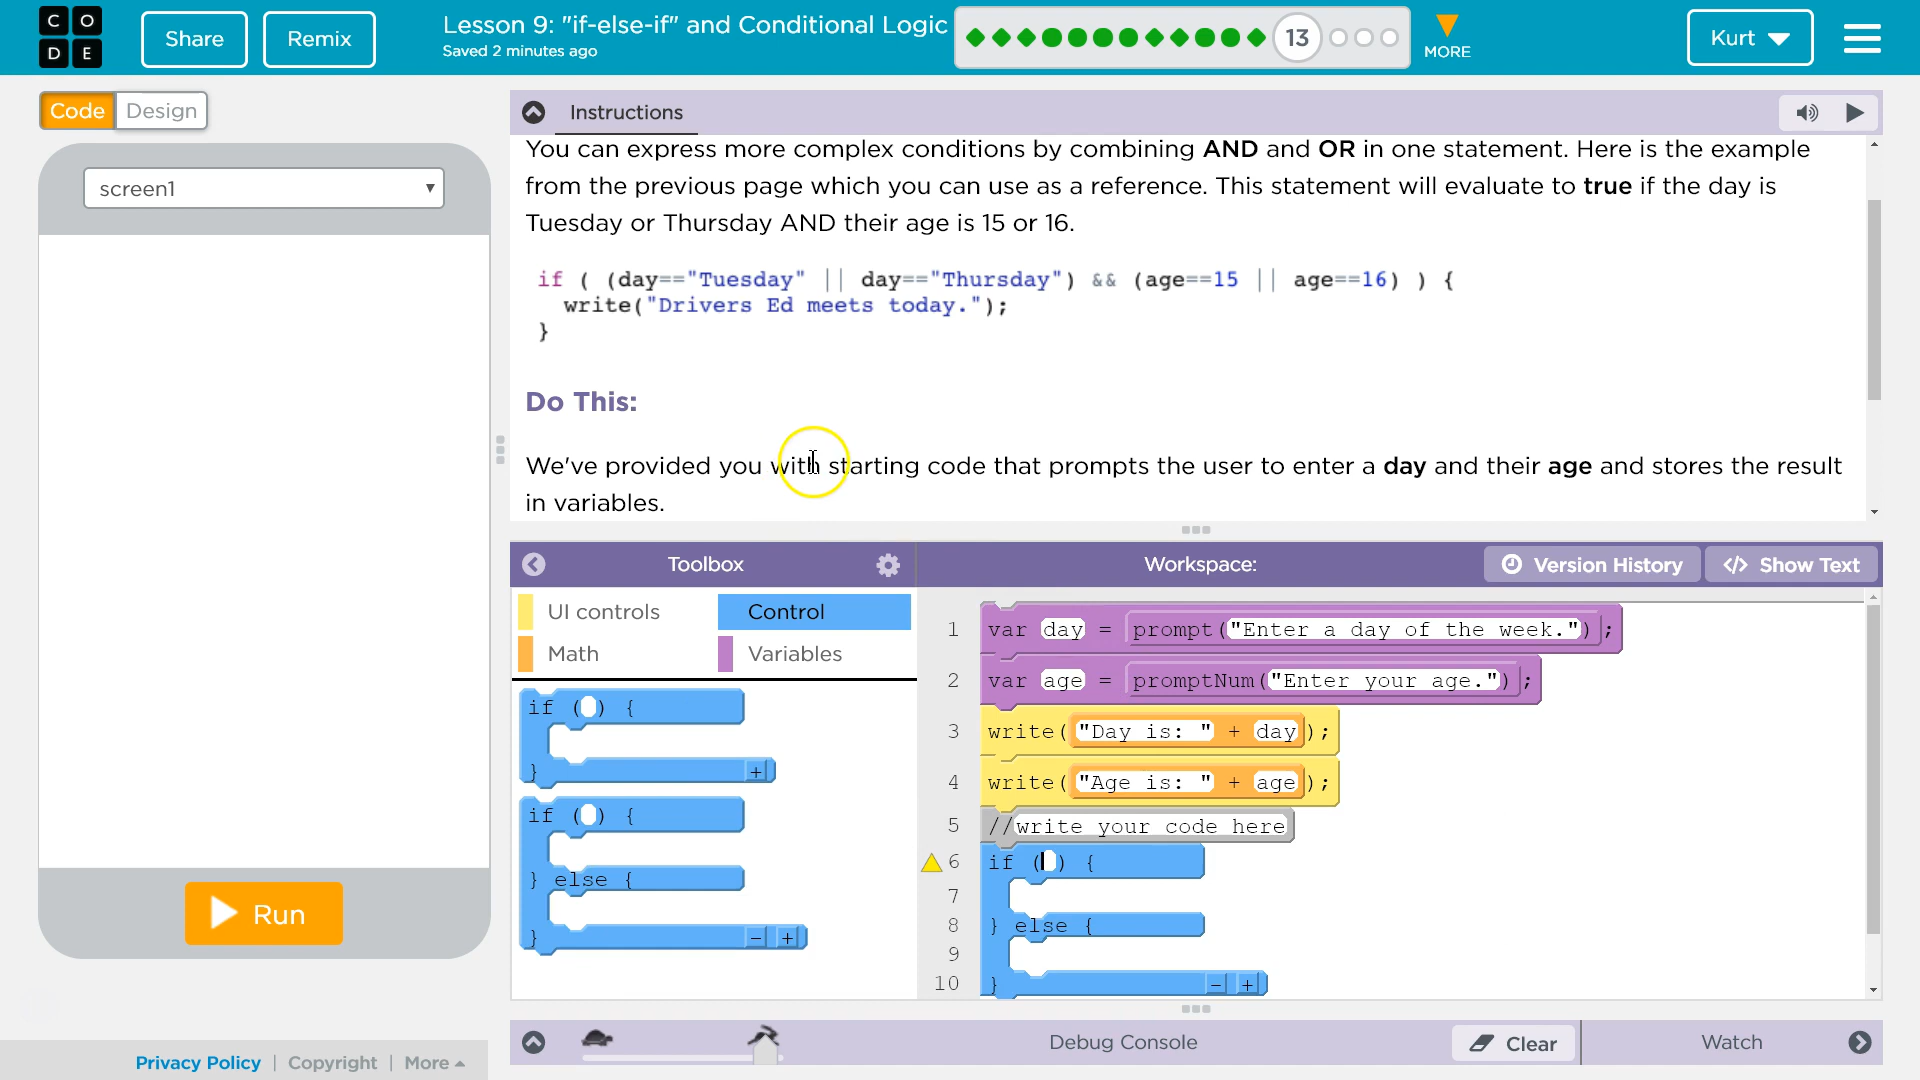 C O
D E
Share
Remix
Lesson 9: "if-else-if" and Conditional Logic
Saved 2 minutes ago
13
MORE
Kurt
Code
Design
screen1
Run
Instructions
You can express more complex conditions by combining AND and OR in one statement. Here is the example
from the previous page which you can use as a reference. This statement will evaluate to true if the day is
Tuesday or Thursday AND their age is 15 or 16.
if ( (day=="Tuesday" || day=="Thursday") && (age==15 || age==16) ) {
write("Drivers Ed meets today.");
}
Do This:
We've provided you with starting code that prompts the user to enter a day and their age and stores the result
in variables.
Toolbox
Workspace:
Version History
</> Show Text
UI controls
Control
Math
Variables
if ( ) {
} +
if ( ) {
} else {
} - +
1 var day = prompt("Enter a day of the week.");
2 var age = promptNum("Enter your age.");
3 write("Day is: " + day);
4 write("Age is: " + age);
5 //write your code here
6 if ( ) {
7
8 } else {
9
10 } - +
Debug Console
Clear
Watch
Privacy Policy | Copyright | More